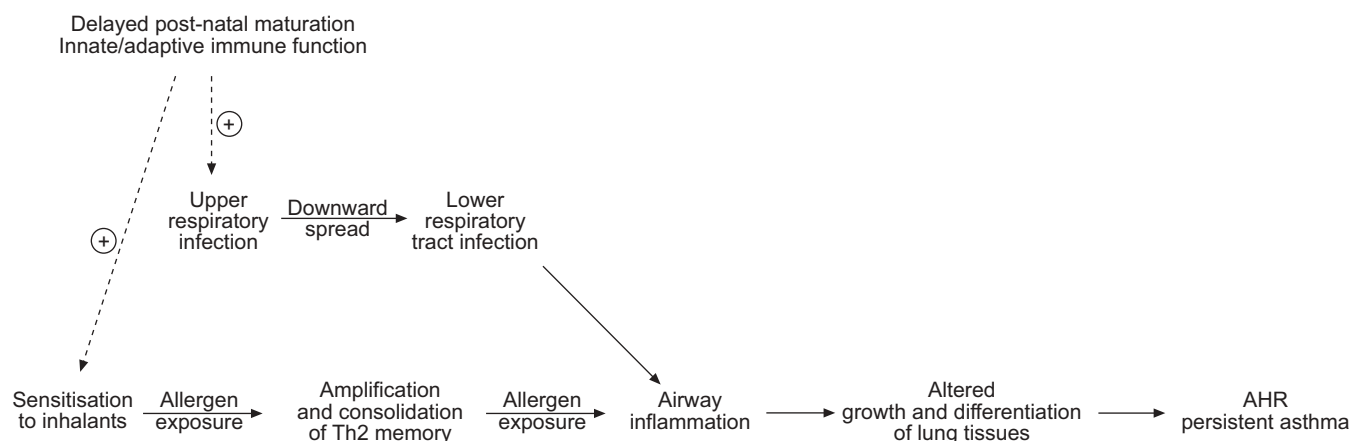 Delayed post-natal maturation
Innate/adaptive immune function
+
+
Upper
respiratory
infection
Downward
spread
Lower
respiratory
tract infection
Sensitisation
to inhalants
Allergen
exposure
Amplification
and consolidation
of Th2 memory
Allergen
exposure
Airway
inflammation
Altered
growth and differentiation
of lung tissues
AHR
persistent asthma